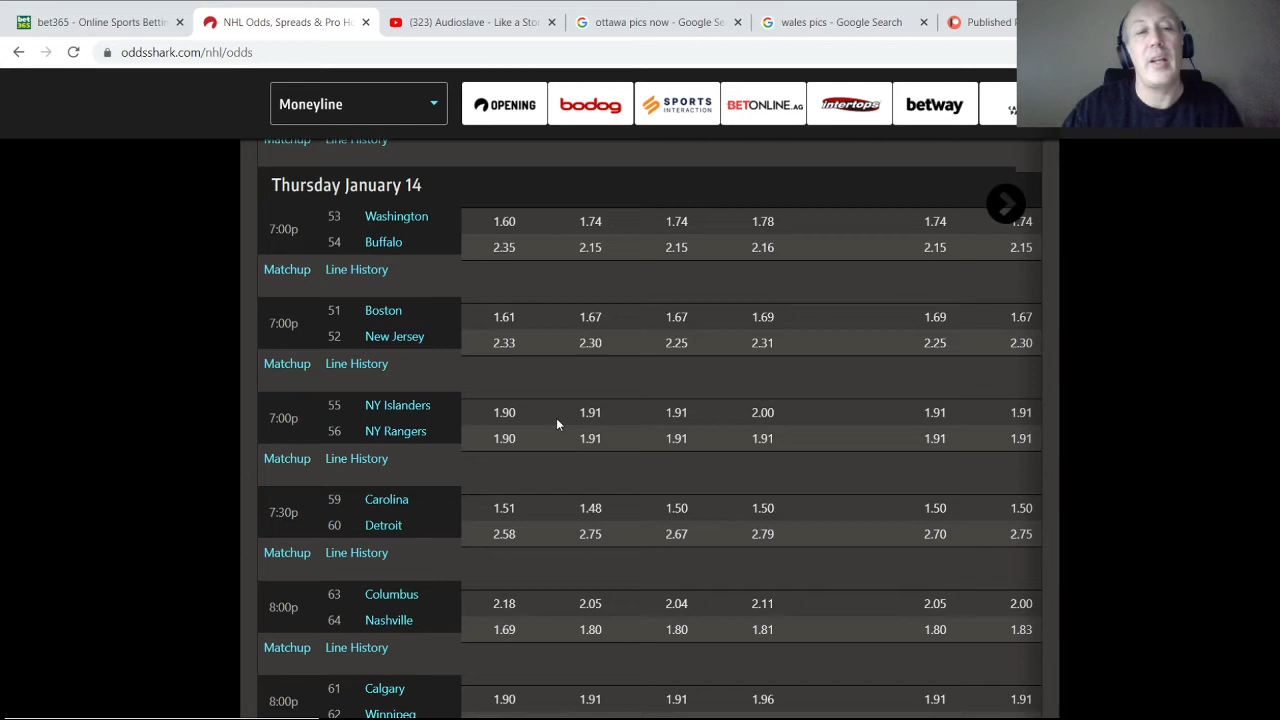 bet365 - Online Sports Bettin
NHL Odds, Spreads & Pro H
(323) Audioslave - Like a Sto
ottawa pics now - Google S
wales pics - Google Search
Published P
oddsshark.com/nhl/odds
Moneyline
OPENING
bodog
SPORTS INTERACTION
BETONLINE.AG
Intertops
betway
Matchup Line History
Thursday January 14
7:00p
53 Washington 1.60 1.74 1.74 1.78 1.74 1.74
54 Buffalo 2.35 2.15 2.15 2.16 2.15 2.15
Matchup Line History
7:00p
51 Boston 1.61 1.67 1.67 1.69 1.69 1.67
52 New Jersey 2.33 2.30 2.25 2.31 2.25 2.30
Matchup Line History
7:00p
55 NY Islanders 1.90 1.91 1.91 2.00 1.91 1.91
56 NY Rangers 1.90 1.91 1.91 1.91 1.91 1.91
Matchup Line History
7:30p
59 Carolina 1.51 1.48 1.50 1.50 1.50 1.50
60 Detroit 2.58 2.75 2.67 2.79 2.70 2.75
Matchup Line History
8:00p
63 Columbus 2.18 2.05 2.04 2.11 2.05 2.00
64 Nashville 1.69 1.80 1.80 1.81 1.80 1.83
Matchup Line History
8:00p
61 Calgary 1.90 1.91 1.91 1.96 1.91 1.91
62 Winnipeg